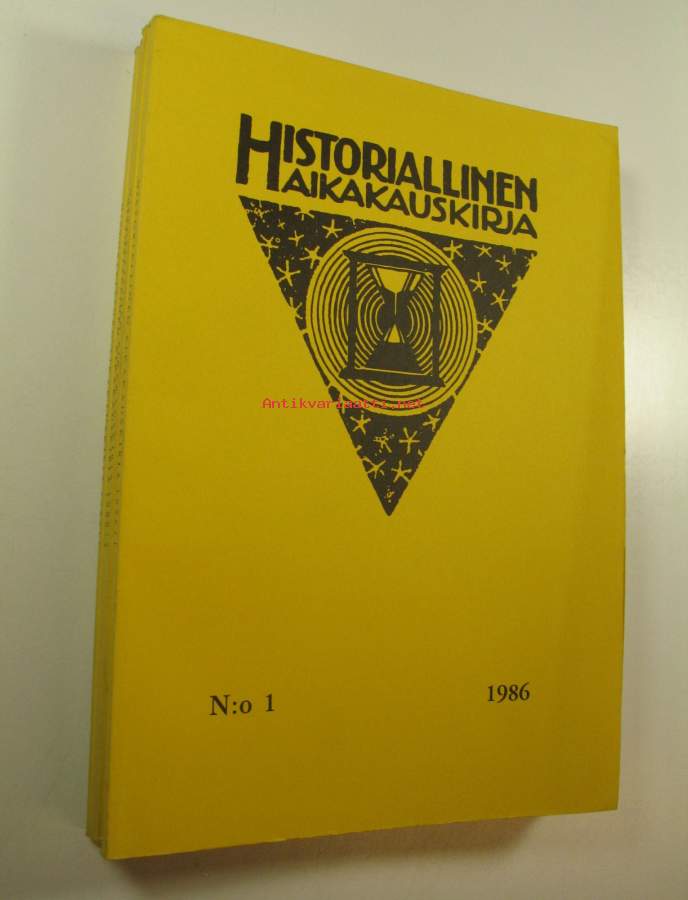 HISTORIALLINEN
AIKAKAUSKIRJA
Antikvariaatti.net
N:o 1 1986